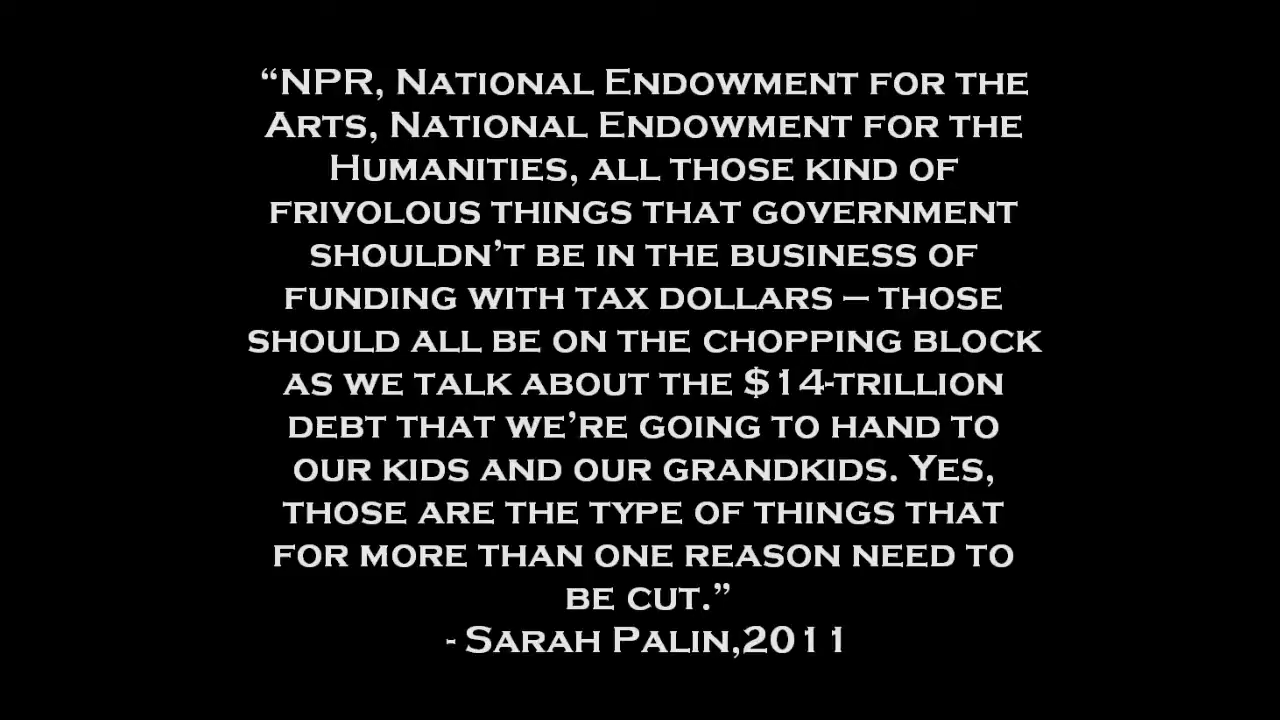 “NPR, National Endowment for the
Arts, National Endowment for the
Humanities, all those kind of
frivolous things that government
shouldn’t be in the business of
funding with tax dollars — those
should all be on the chopping block
as we talk about the $14-trillion
debt that we’re going to hand to
our kids and our grandkids. Yes,
those are the type of things that
for more than one reason need to
be cut.”
- Sarah Palin,2011